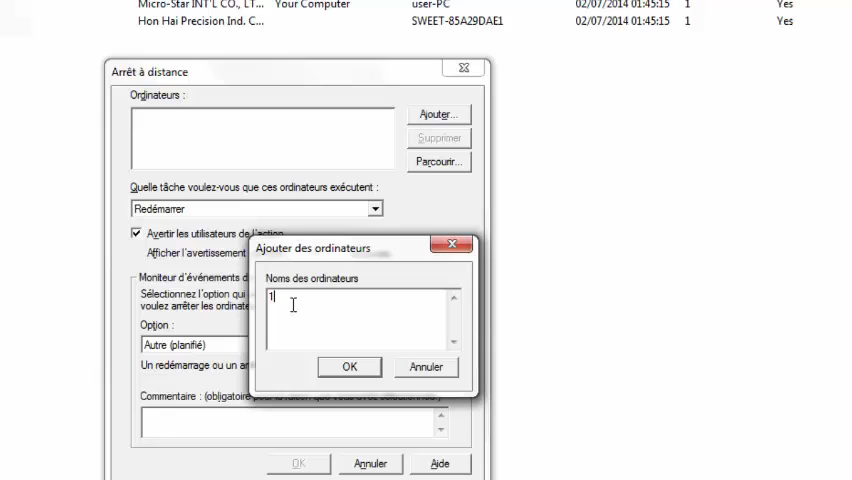 Micro-Star INT'L CO., LT... Your Computer user-PC 02/07/2014 01:45:15 1 Yes
Hon Hai Precision Ind. C... SWEET-85A29DAE1 02/07/2014 01:45:15 1 Yes
Arrêt à distance
Ordinateurs :
Ajouter...
Supprimer
Parcourir...
Quelle tâche voulez-vous que ces ordinateurs exécutent :
Redémarrer
Avertir les utilisateurs de l'action
Afficher l'avertissement
Ajouter des ordinateurs
Noms des ordinateurs
1
OK Annuler
Moniteur d'événements d
Sélectionnez l'option qui
voulez arrêter les ordinate
Option :
Autre (planifié)
Un redémarrage ou un arr
Commentaire : (obligatoire pour la raison que vous avez sélectionnée.)
OK Annuler Aide